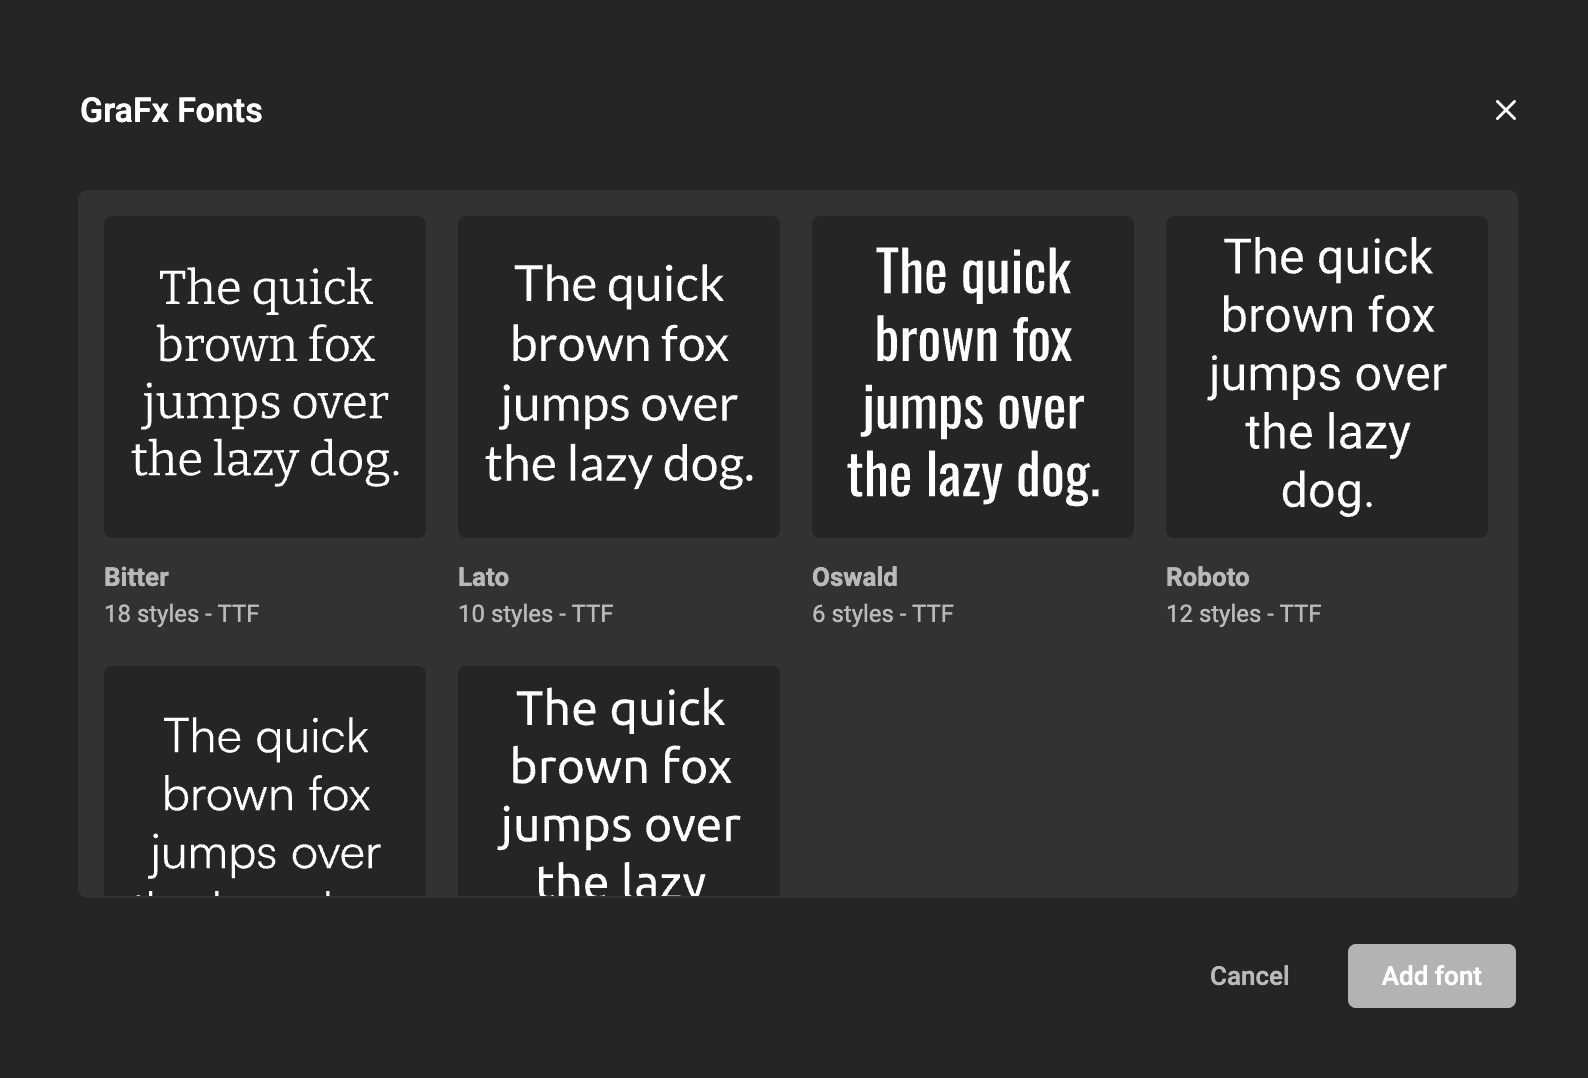 GraFx Fonts
The quick
brown fox
jumps over
the lazy dog.
Bitter
18 styles - TTF
The quick
brown fox
jumps over
the lazy dog.
Lato
10 styles - TTF
The quick
brown fox
jumps over
the lazy dog.
Oswald
6 styles - TTF
The quick
brown fox
jumps over
the lazy
dog.
Roboto
12 styles - TTF
The quick
brown fox
jumps over
The quick
brown fox
jumps over
the lazy
Cancel
Add font